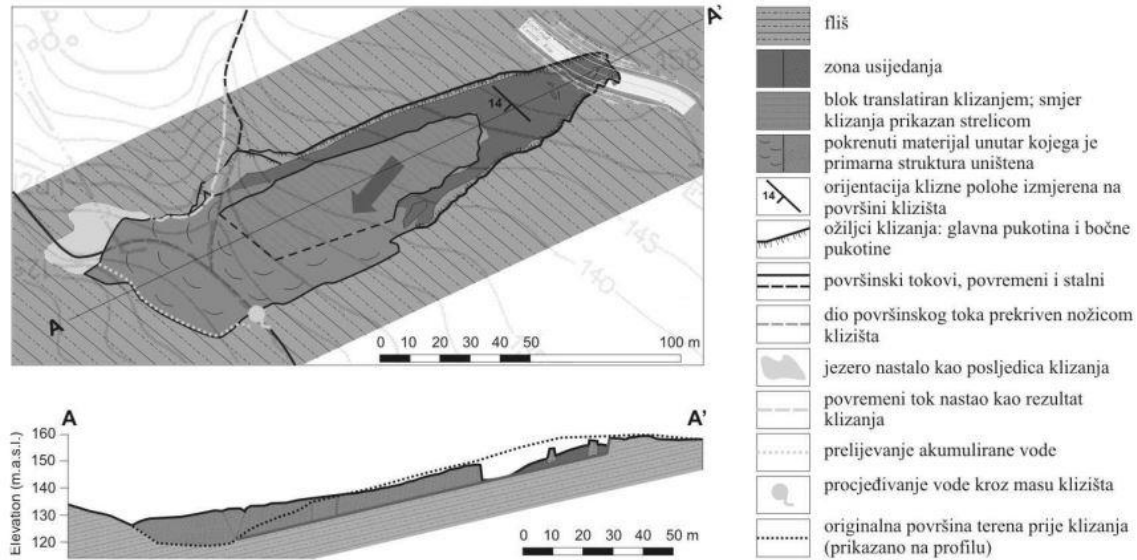 A'
158
14
145
140
125
A
0 10 20 30 40 50 100 m
A A'
Elevation (m.a.s.l.)
160
150
140
130
120
0 10 20 30 40 50 m
fliš
zona usijedanja
blok translatiran klizanjem; smjer
klizanja prikazan strelicom
pokrenuti materijal unutar kojega je
primarna struktura uništena
14
orijentacija klizne polohe izmjerena na
površini klizišta
ožiljci klizanja: glavna pukotina i bočne
pukotine
površinski tokovi, povremeni i stalni
dio površinskog toka prekriven nožicom
klizišta
jezero nastalo kao posljedica klizanja
povremeni tok nastao kao rezultat
klizanja
prelijevanje akumulirane vode
procjeđivanje vode kroz masu klizišta
originalna površina terena prije klizanja
(prikazano na profilu)